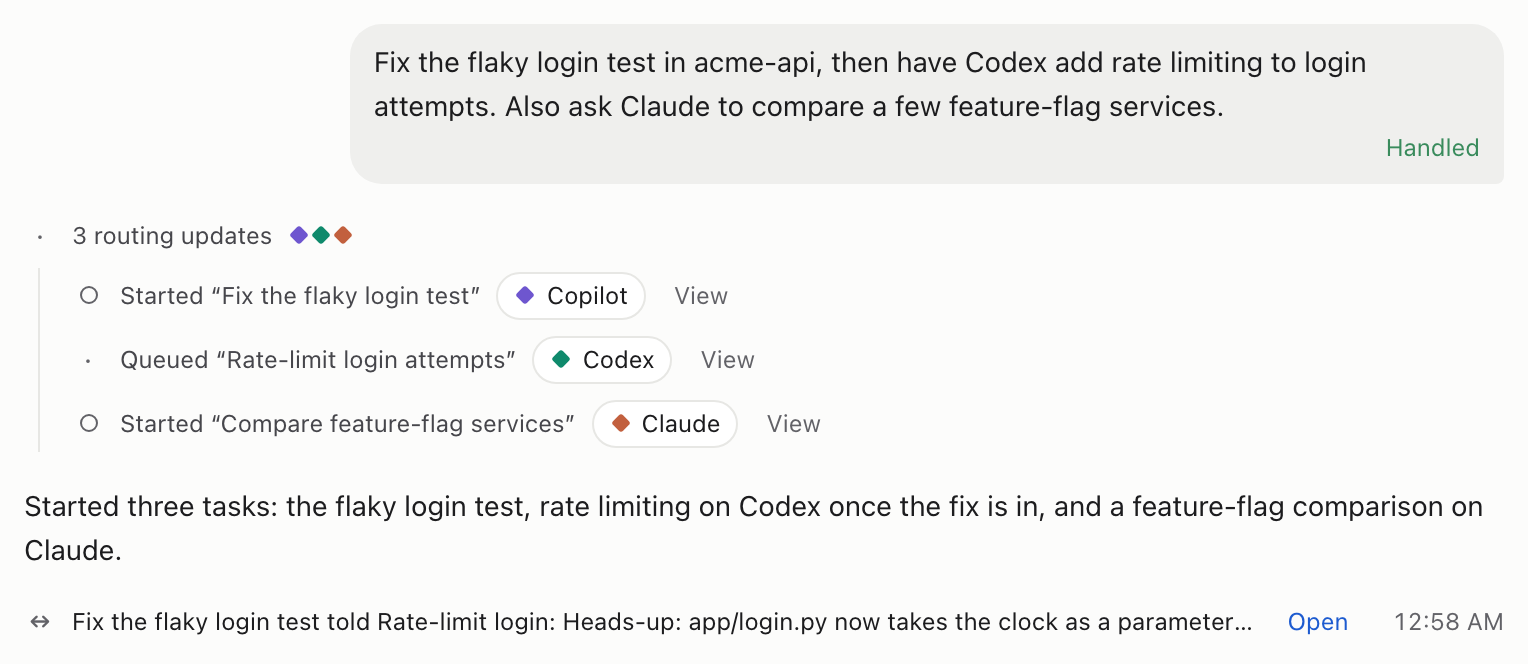 Fix the flaky login test in acme-api, then have Codex add rate limiting to login
attempts. Also ask Claude to compare a few feature-flag services.
Handled
3 routing updates
Started “Fix the flaky login test” Copilot View
Queued “Rate-limit login attempts” Codex View
Started “Compare feature-flag services” Claude View
Started three tasks: the flaky login test, rate limiting on Codex once the fix is in, and a feature-flag comparison on
Claude.
Fix the flaky login test told Rate-limit login: Heads-up: app/login.py now takes the clock as a parameter... Open 12:58 AM